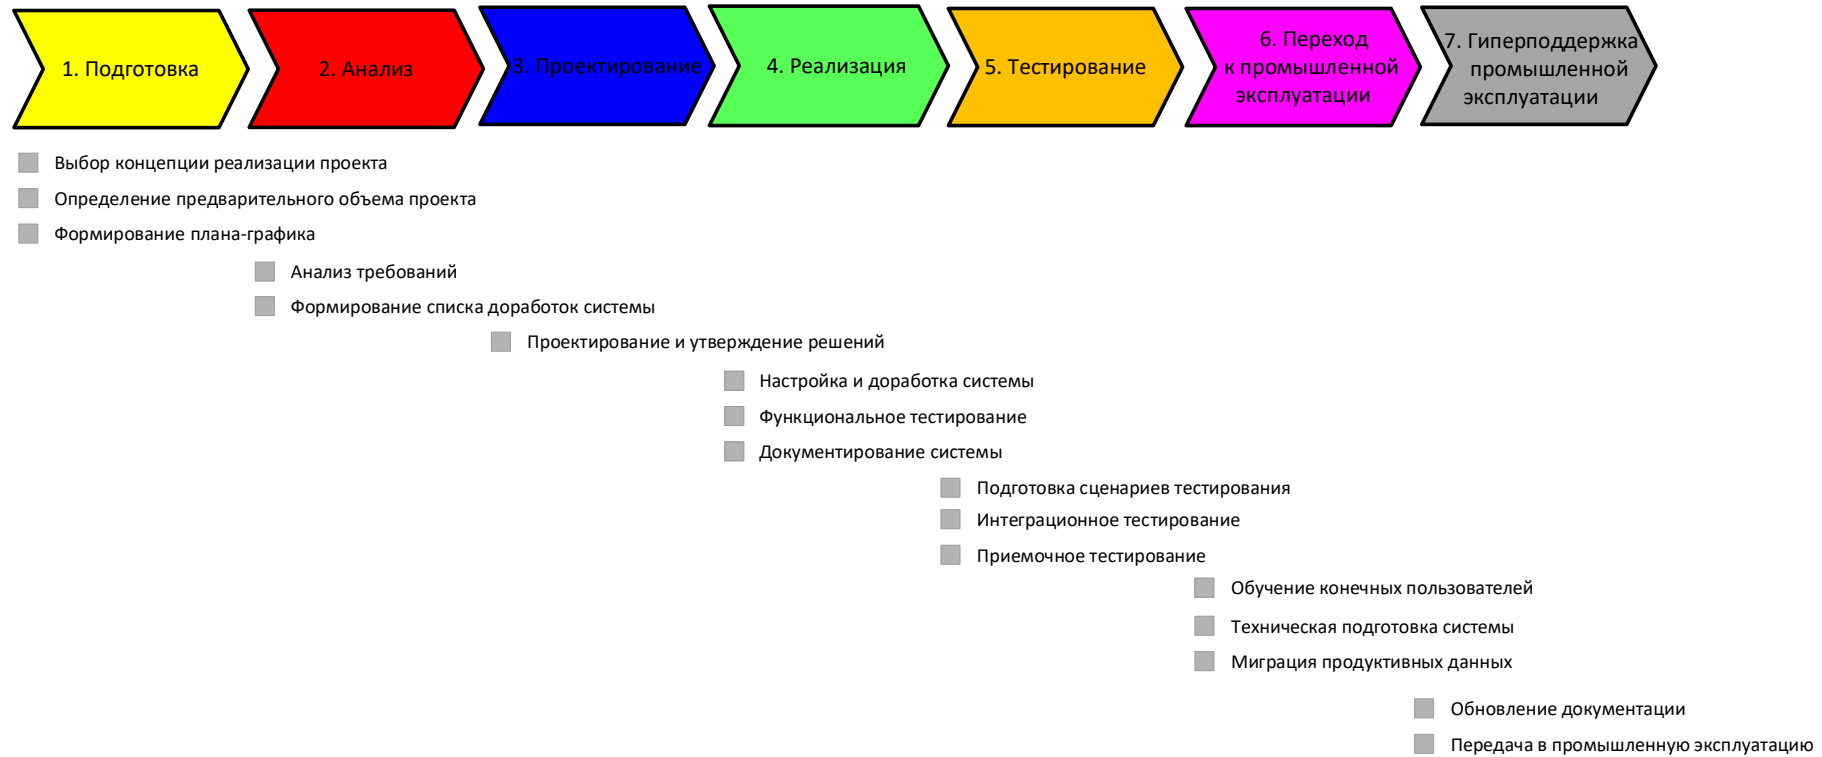 1. Подготовка
2. Анализ
3. Проектирование
4. Реализация
5. Тестирование
6. Переход
к промышленной
эксплуатации
7. Гиперподдержка
промышленной
эксплуатации
Выбор концепции реализации проекта
Определение предварительного объема проекта
Формирование плана-графика
Анализ требований
Формирование списка доработок системы
Проектирование и утверждение решений
Настройка и доработка системы
Функциональное тестирование
Документирование системы
Подготовка сценариев тестирования
Интеграционное тестирование
Приемочное тестирование
Обучение конечных пользователей
Техническая подготовка системы
Миграция продуктивных данных
Обновление документации
Передача в промышленную эксплуатацию